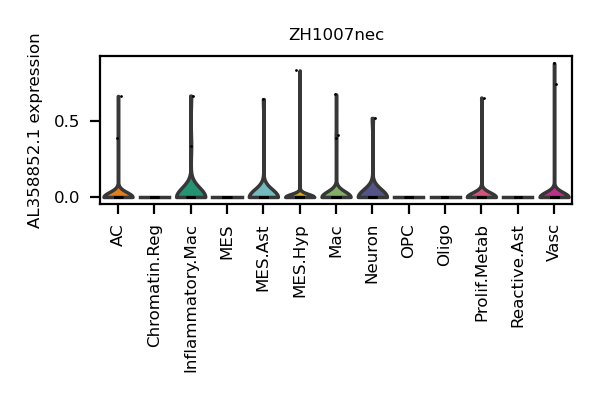 ZH1007nec
AL358852.1 expression
0.5
0.0
AC
Chromatin.Reg
Inflammatory.Mac
MES
MES.Ast
MES.Hyp
Mac
Neuron
OPC
Oligo
Prolif.Metab
Reactive.Ast
Vasc